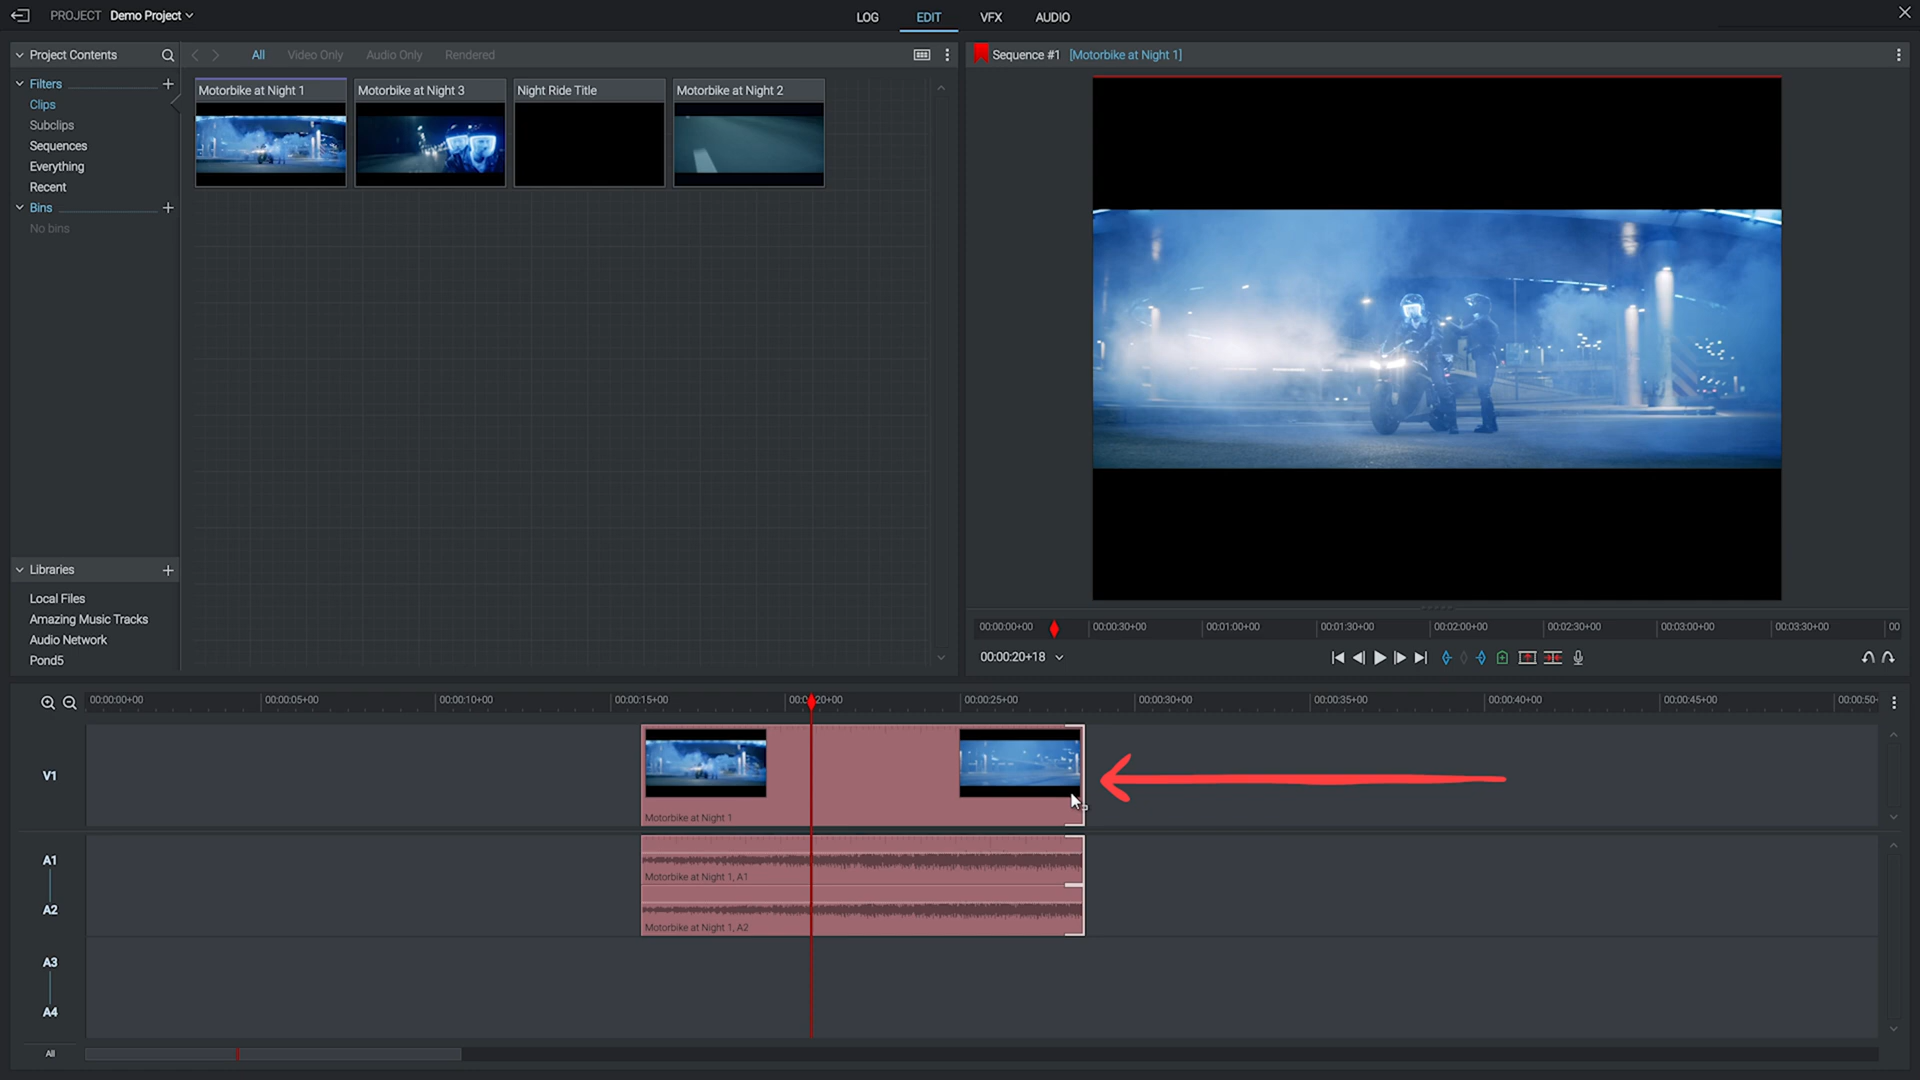 PROJECT Demo Project
LOG EDIT VFX AUDIO
Project Contents
All Video Only Audio Only Rendered
Sequence #1 [Motorbike at Night 1]
Filters
Clips
Subclips
Sequences
Everything
Recent
Bins
No bins
Motorbike at Night 1
Motorbike at Night 3
Night Ride Title
Motorbike at Night 2
Libraries
Local Files
Amazing Music Tracks
Audio Network
Pond5
00:00:00+00 00:00:30+00 00:01:00+00 00:01:30+00 00:02:00+00 00:02:30+00 00:03:00+00 00:03:30+00 00
00:00:20+18
00:00:00+00 00:00:05+00 00:00:10+00 00:00:15+00 00:00:20+00 00:00:25+00 00:00:30+00 00:00:35+00 00:00:40+00 00:00:45+00 00:00:50
V1
Motorbike at Night 1
A1
Motorbike at Night 1, A1
A2
Motorbike at Night 1, A2
A3
A4
All